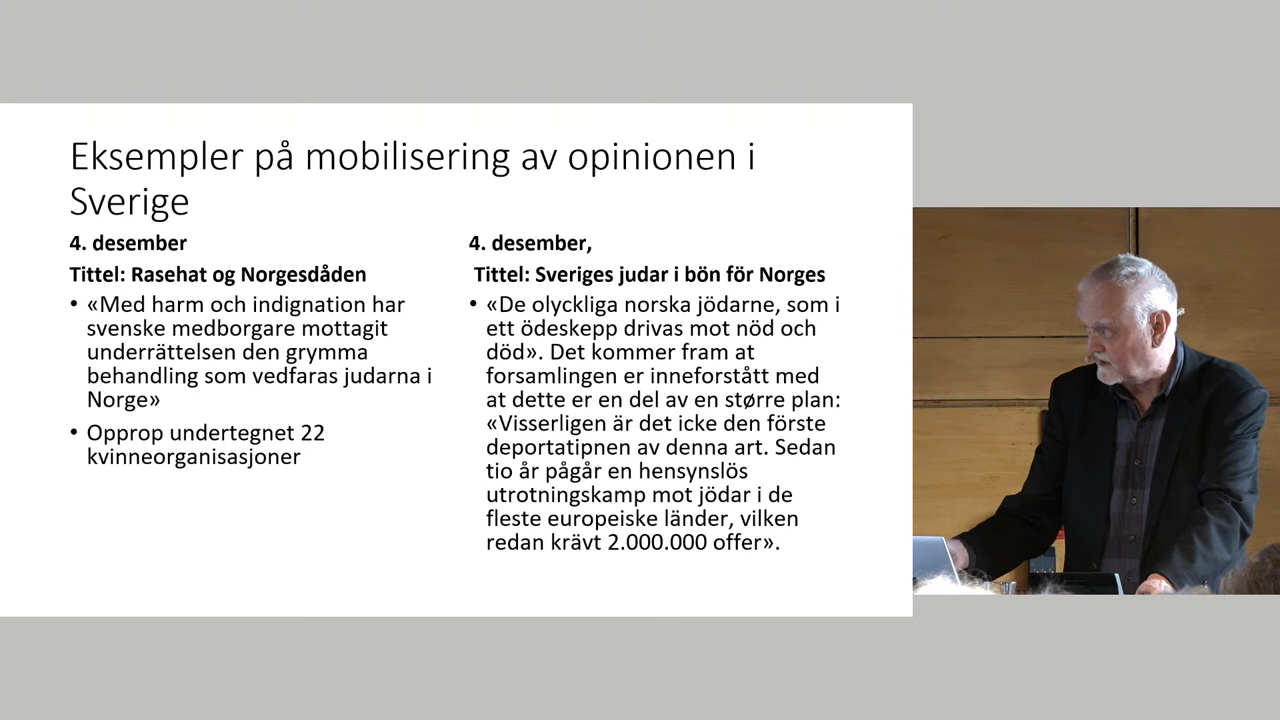 Eksempler på mobilisering av opinionen i
Sverige
4. desember
Tittel: Rasehat og Norgesdåden
• «Med harm och indignation har
svenske medborgare mottagit
underrättelsen den grymma
behandling som vedfaras judarna i
Norge»
• Opprop undertegnet 22
kvinneorganisasjoner
4. desember,
Tittel: Sveriges judar i bön för Norges
• «De olyckliga norska jödarne, som i
ett ödeskepp drivas mot nöd och
död». Det kommer fram at
forsamlingen er inneforstått med
at dette er en del av en større plan:
«Visserligen är det icke den förste
deportatipnen av denna art. Sedan
tio år pågår en hensynslös
utrotningskamp mot jödar i de
fleste europeiske länder, vilken
redan krävt 2.000.000 offer».